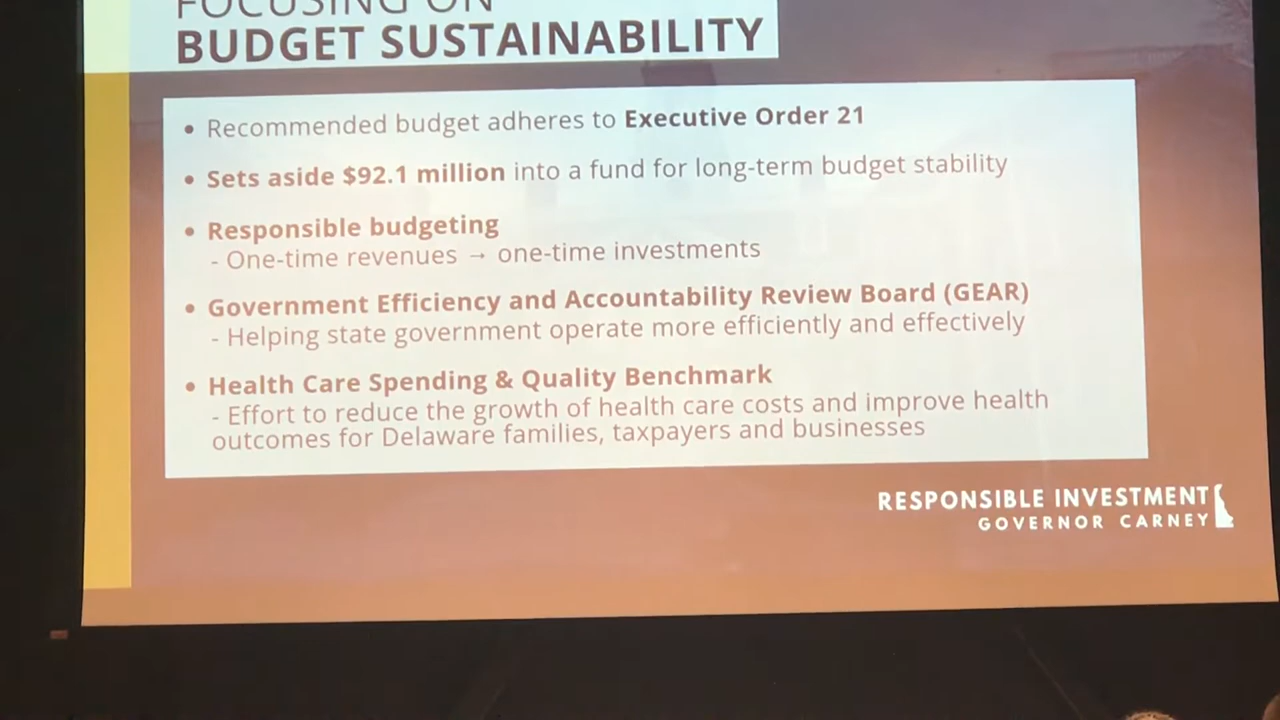 FOCUSING ON
BUDGET SUSTAINABILITY
• Recommended budget adheres to Executive Order 21
• Sets aside $92.1 million into a fund for long-term budget stability
• Responsible budgeting
- One-time revenues → one-time investments
• Government Efficiency and Accountability Review Board (GEAR)
- Helping state government operate more efficiently and effectively
• Health Care Spending & Quality Benchmark
- Effort to reduce the growth of health care costs and improve health
outcomes for Delaware families, taxpayers and businesses
RESPONSIBLE INVESTMENT
GOVERNOR CARNEY